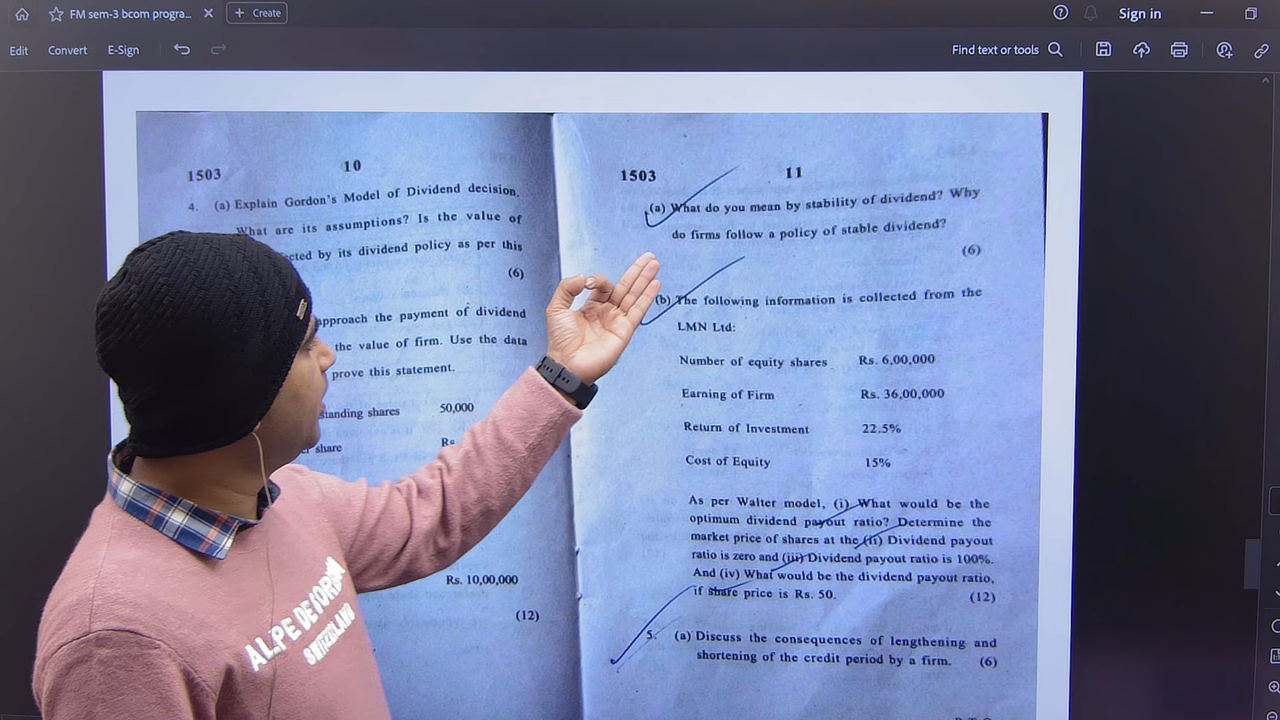 FM sem-3 bcom progra...
Create
Sign in
Edit
Convert
E-Sign
Find text or tools
1503 10
4. (a) Explain Gordon's Model of Dividend decision.
What are its assumptions? Is the value of
by its dividend policy as per this
(6)
approach the payment of dividend
the value of firm. Use the data
prove this statement.
shares 50,000
share Rs
Rs. 10,00,000
(12)
1503 11
(a) What do you mean by stability of dividend? Why
do firms follow a policy of stable dividend?
(6)
(b) The following information is collected from the
LMN Ltd:
Number of equity shares Rs. 6,00,000
Earning of Firm Rs. 36,00,000
Return of Investment 22.5%
Cost of Equity 15%
As per Walter model, (i) What would be the
optimum dividend payout ratio? Determine the
market price of shares at the (ii) Dividend payout
ratio is zero and (iii) Dividend payout ratio is 100%.
And (iv) What would be the dividend payout ratio,
if share price is Rs. 50. (12)
5. (a) Discuss the consequences of lengthening and
shortening of the credit period by a firm. (6)
SWITZERLAND